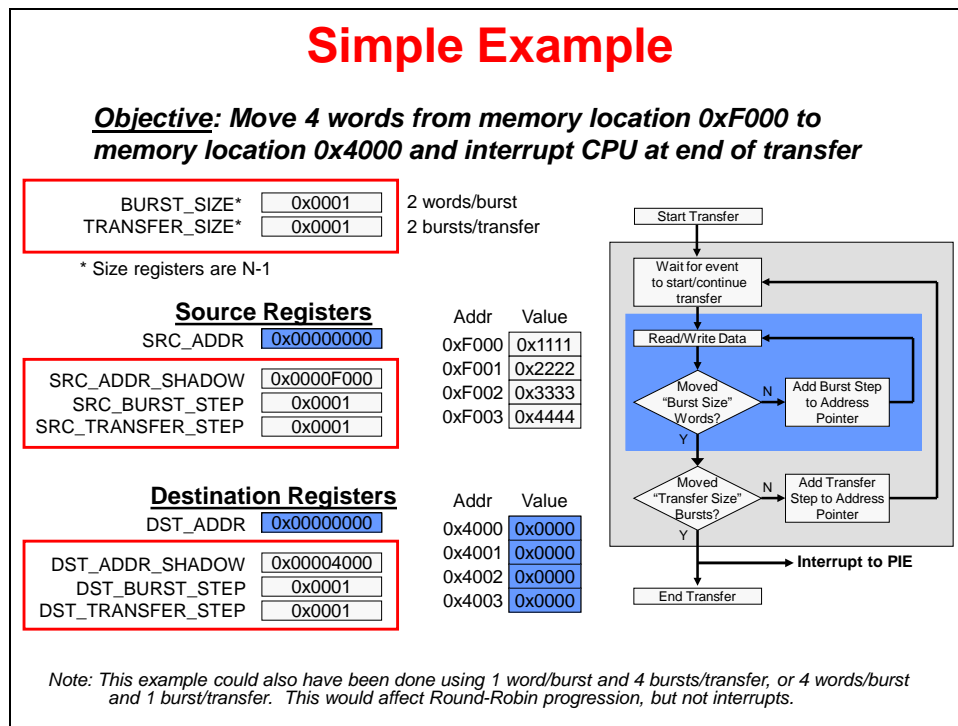 Simple Example
Objective: Move 4 words from memory location 0xF000 to
memory location 0x4000 and interrupt CPU at end of transfer
BURST_SIZE* 0x0001 2 words/burst
TRANSFER_SIZE* 0x0001 2 bursts/transfer
* Size registers are N-1
Source Registers
SRC_ADDR 0x00000000
SRC_ADDR_SHADOW 0x0000F000
SRC_BURST_STEP 0x0001
SRC_TRANSFER_STEP 0x0001
Addr Value
0xF000 0x1111
0xF001 0x2222
0xF002 0x3333
0xF003 0x4444
Destination Registers
DST_ADDR 0x00000000
DST_ADDR_SHADOW 0x00004000
DST_BURST_STEP 0x0001
DST_TRANSFER_STEP 0x0001
Addr Value
0x4000 0x0000
0x4001 0x0000
0x4002 0x0000
0x4003 0x0000
Start Transfer
Wait for event
to start/continue
transfer
Read/Write Data
Moved
“Burst Size”
Words?
N
Add Burst Step
to Address
Pointer
Y
Moved
“Transfer Size”
Bursts?
N
Add Transfer
Step to Address
Pointer
Y
Interrupt to PIE
End Transfer
Note: This example could also have been done using 1 word/burst and 4 bursts/transfer, or 4 words/burst
and 1 burst/transfer. This would affect Round-Robin progression, but not interrupts.